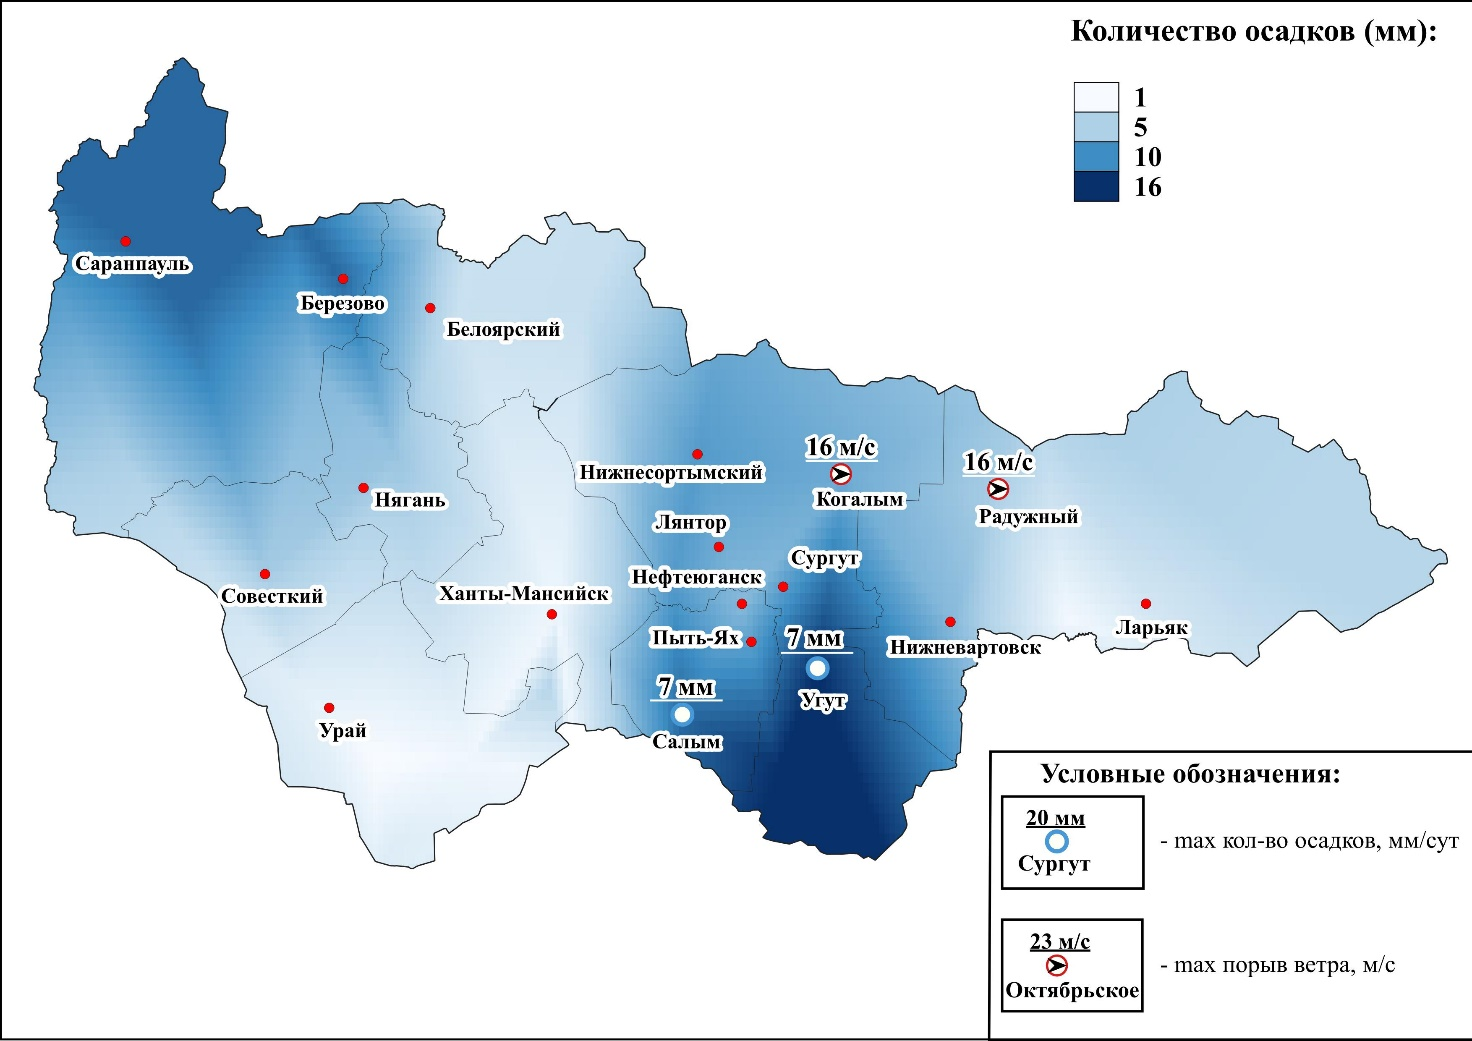 Количество осадков (мм):
1
5
10
16
Саранпауль
Березово
Белоярский
16 м/с
16 м/с
Нижнесортымский
Когалым
Нягань
Радужный
Лянтор
Сургут
Нефтеюганск
Ханты-Мансийск
Совесткий
Ларьяк
Пыть-Ях
7 мм
Нижневартовск
7 мм
Угут
Урай
Салым
Условные обозначения:
20 мм
Сургут
- max кол-во осадков, мм/сут
23 м/с
Октябрьское
- max порыв ветра, м/с